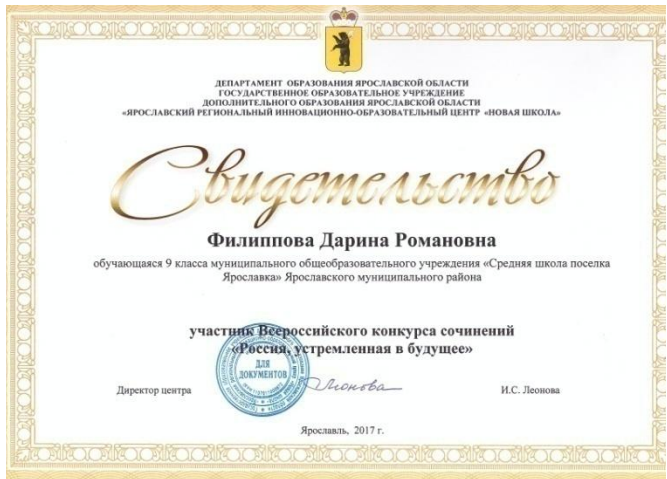 ДЕПАРТАМЕНТ ОБРАЗОВАНИЯ ЯРОСЛАВСКОЙ ОБЛАСТИ
ГОСУДАРСТВЕННОЕ ОБРАЗОВАТЕЛЬНОЕ УЧРЕЖДЕНИЕ
ДОПОЛНИТЕЛЬНОГО ОБРАЗОВАНИЯ ЯРОСЛАВСКОЙ ОБЛАСТИ
«ЯРОСЛАВСКИЙ РЕГИОНАЛЬНЫЙ ИННОВАЦИОННО-ОБРАЗОВАТЕЛЬНЫЙ ЦЕНТР «НОВАЯ ШКОЛА»
Свидетельство
Филиппова Дарина Романовна
обучающаяся 9 класса муниципального общеобразовательного учреждения «Средняя школа поселка
Ярославка» Ярославского муниципального района
участник Всероссийского конкурса сочинений
«Россия, устремленная в будущее»
ДЛЯ
ДОКУМЕНТОВ
Директор центра
И.С. Леонова
Ярославль, 2017 г.